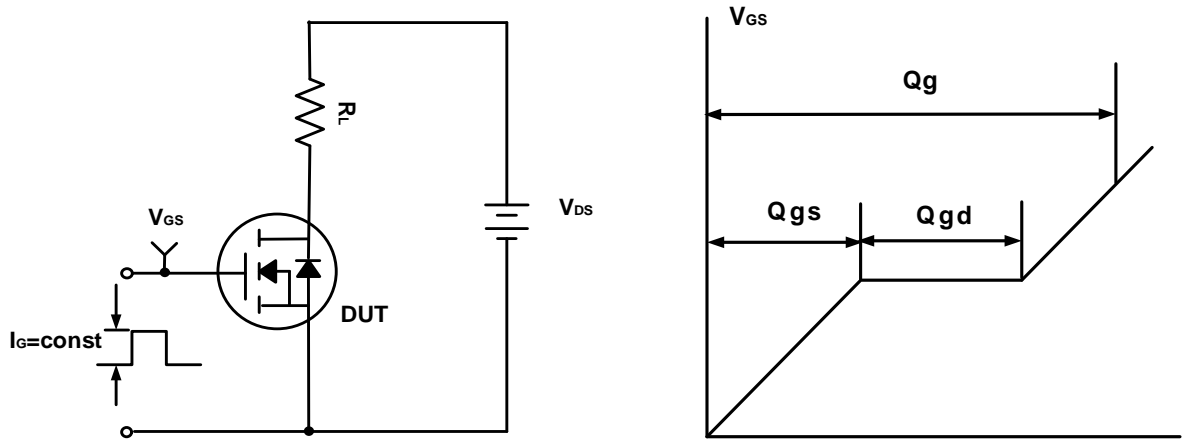 RL
VGS
VDS
DUT
IG=const
VGS
Qg
Qgs
Qgd